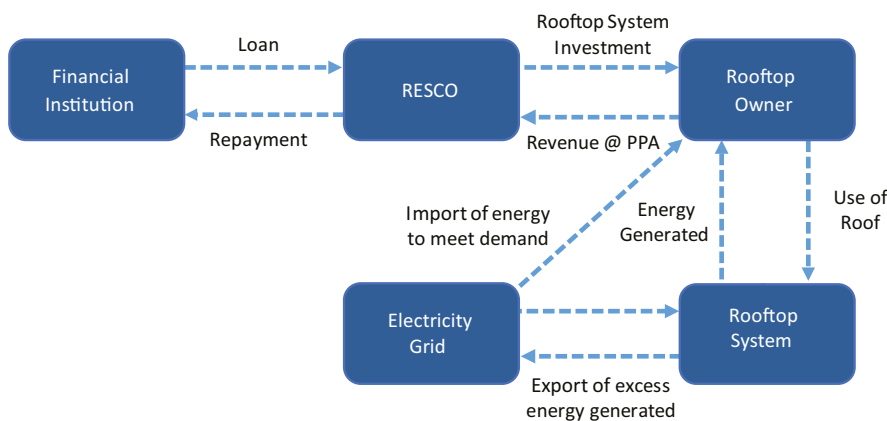 Loan
Rooftop System
Investment
Financial
Institution
RESCO
Rooftop
Owner
Repayment
Revenue @ PPA
Import of energy
to meet demand
Energy
Generated
Use of
Roof
Electricity
Grid
Rooftop
System
Export of excess
energy generated